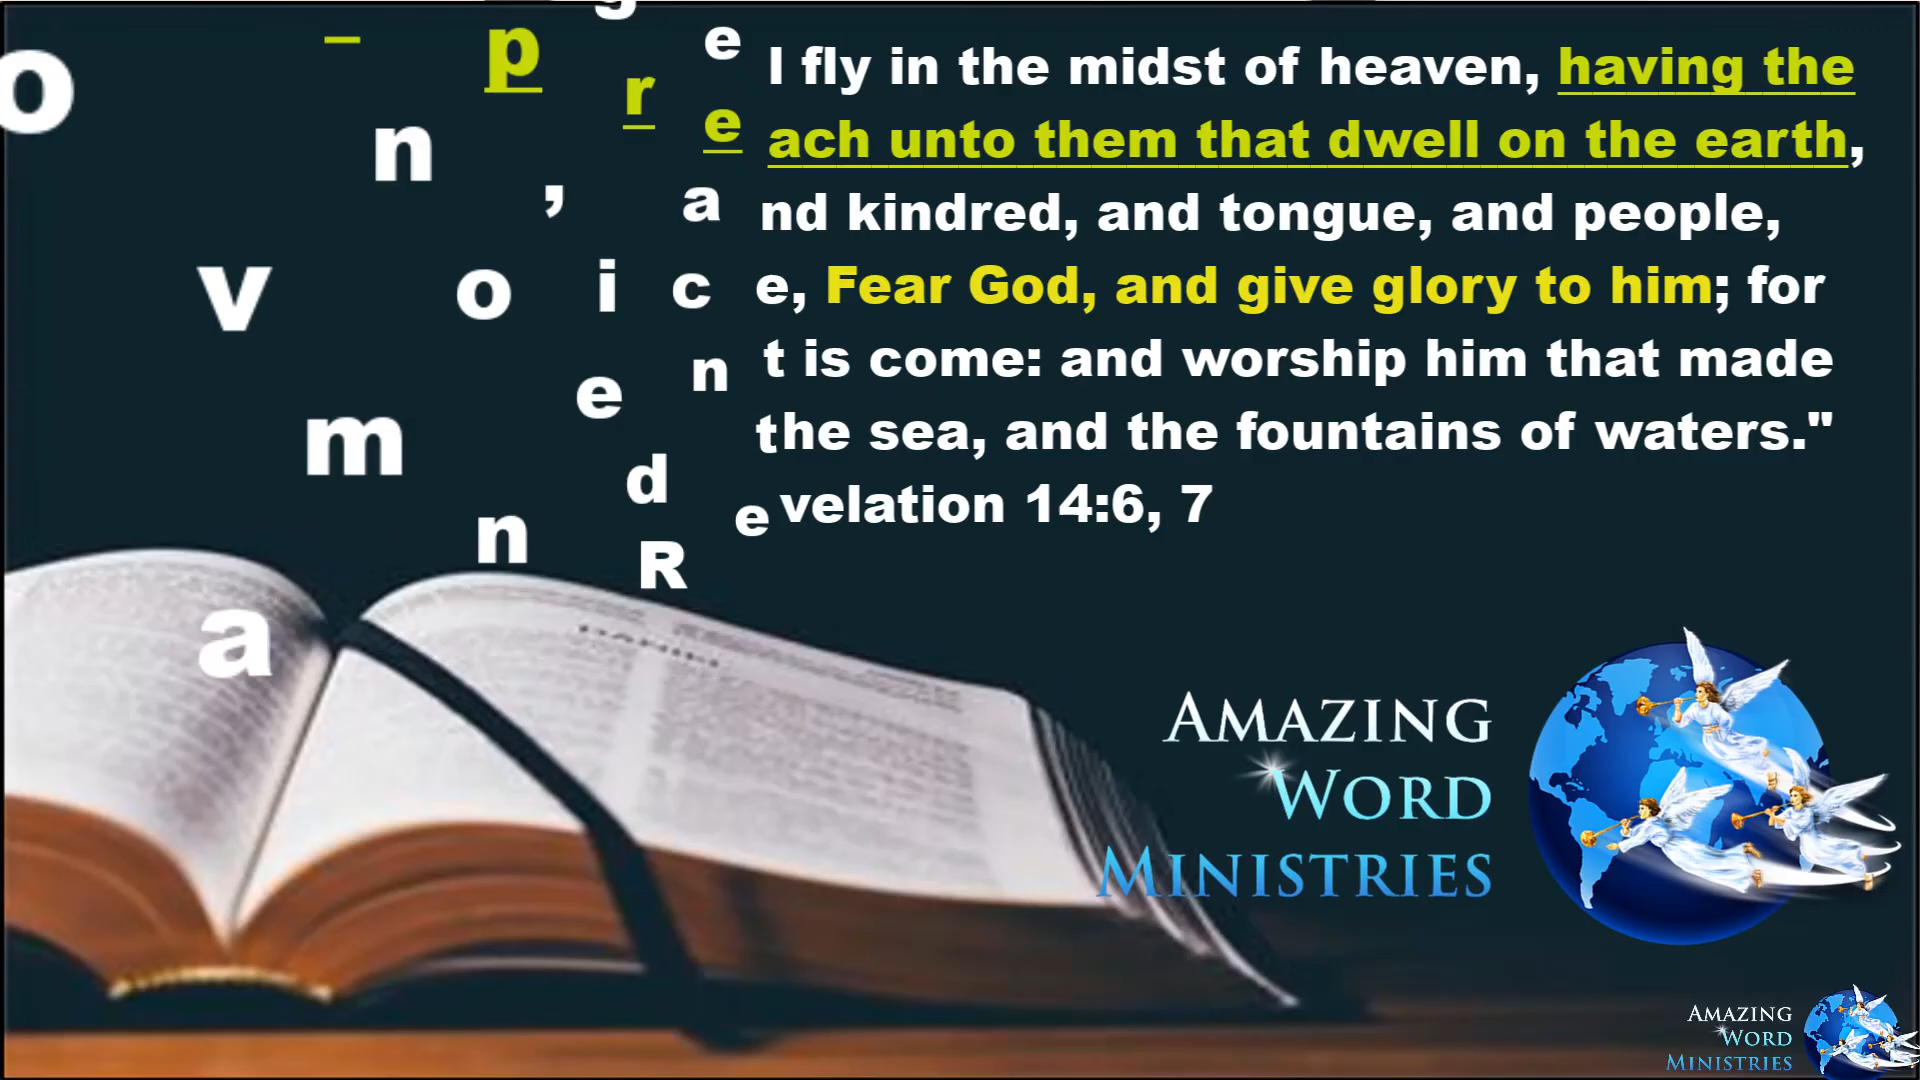 g
e l fly in the midst of heaven, having the
o p r e ach unto them that dwell on the earth,
n , a nd kindred, and tongue, and people,
v o i c e, Fear God, and give glory to him; for
e n t is come: and worship him that made
m d the sea, and the fountains of waters."
n R e velation 14:6, 7
a
AMAZING
WORD
MINISTRIES
AMAZING
WORD
MINISTRIES